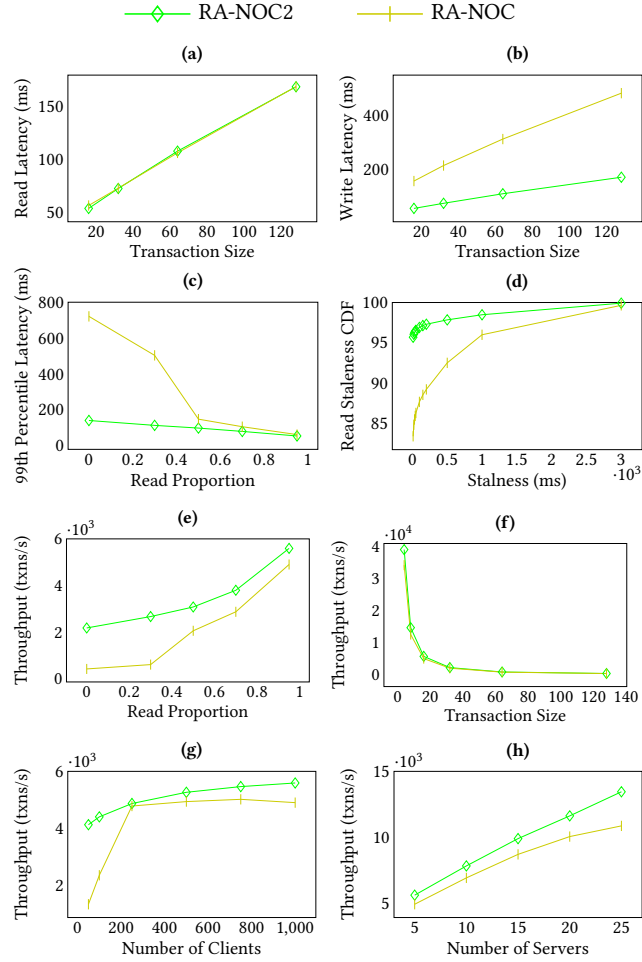 RA-NOC2 RA-NOC
(a) (b)
Read Latency (ms)
150
100
50
20 40 60 80 100 120
Transaction Size
Write Latency (ms)
400
200
20 40 60 80 100 120
Transaction Size
(c) (d)
99th Percentile Latency (ms)
800
600
400
200
0
0 0.2 0.4 0.6 0.8 1
Read Proportion
Read Staleness CDF
100
95
90
85
0 1 2 3
·10³
Stalness (ms)
(e) (f)
·10³
Throughput (txns/s)
6
4
2
0
0 0.2 0.4 0.6 0.8 1
Read Proportion
·10⁴
Throughput (txns/s)
4
3
2
1
0
0 20 40 60 80 100 120 140
Transaction Size
(g) (h)
·10³
Throughput (txns/s)
6
4
2
0 200 400 600 800 1,000
Number of Clients
·10³
Throughput (txns/s)
15
10
5
5 10 15 20 25
Number of Servers